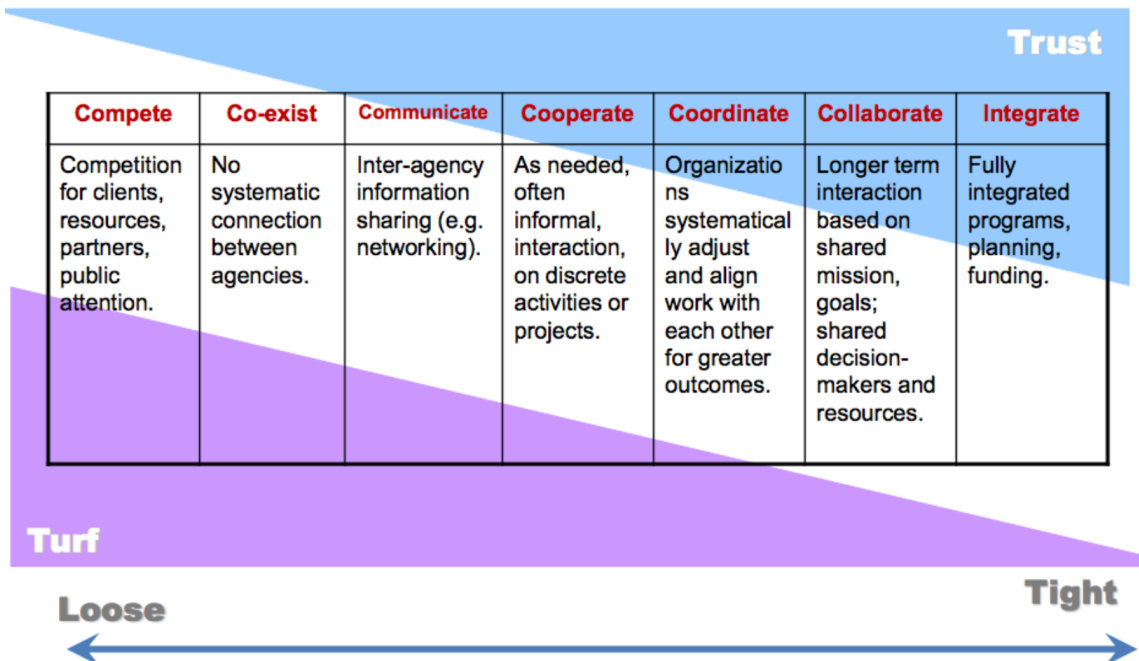 Trust
Compete
Co-exist
Communicate
Cooperate
Coordinate
Collaborate
Integrate
Competition
for clients,
resources,
partners,
public
attention.
No
systematic
connection
between
agencies.
Inter-agency
information
sharing (e.g.
networking).
As needed,
often
informal,
interaction,
on discrete
activities or
projects.
Organizatio
ns
systematical
ly adjust
and align
work with
each other
for greater
outcomes.
Longer term
interaction
based on
shared
mission,
goals;
shared
decision-
makers and
resources.
Fully
integrated
programs,
planning,
funding.
Turf
Loose
Tight